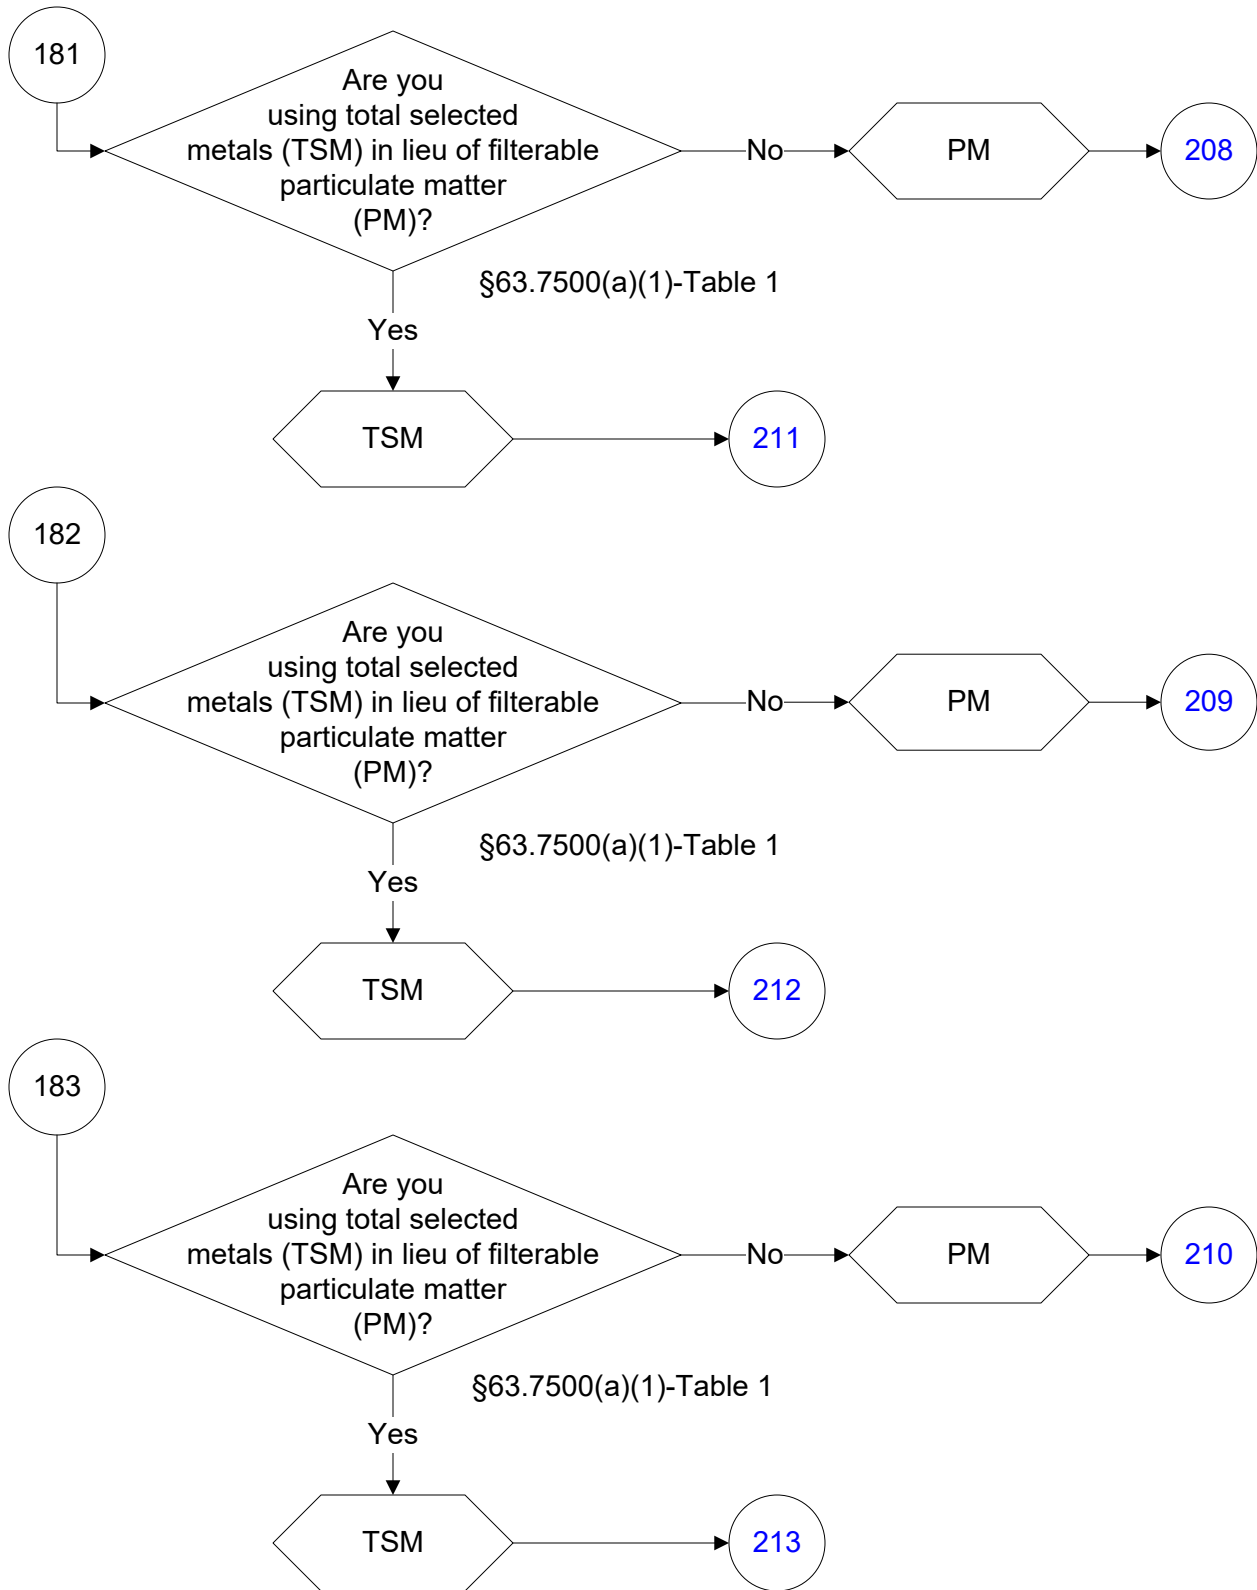 181
Are you
using total selected
metals (TSM) in lieu of filterable
particulate matter
(PM)?
No
PM
208
§63.7500(a)(1)-Table 1
Yes
TSM
211
182
Are you
using total selected
metals (TSM) in lieu of filterable
particulate matter
(PM)?
No
PM
209
§63.7500(a)(1)-Table 1
Yes
TSM
212
183
Are you
using total selected
metals (TSM) in lieu of filterable
particulate matter
(PM)?
No
PM
210
§63.7500(a)(1)-Table 1
Yes
TSM
213